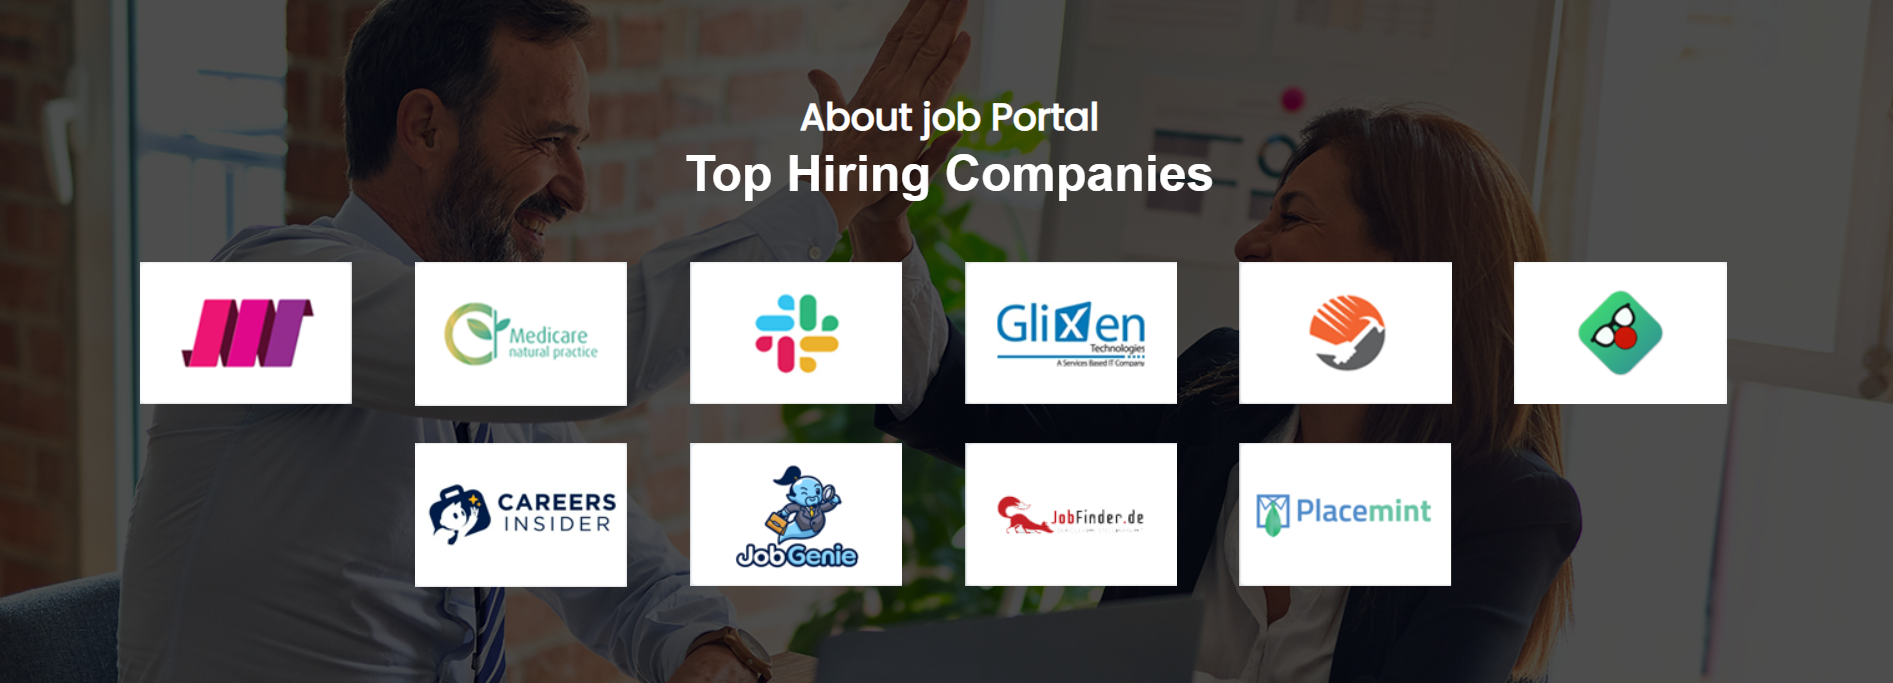 About job Portal
Top Hiring Companies
Medicare
natural practice
GliXen
Technologies
A Services Based IT Company
CAREERS
INSIDER
JobGenie
JobFinder.de
Placemint